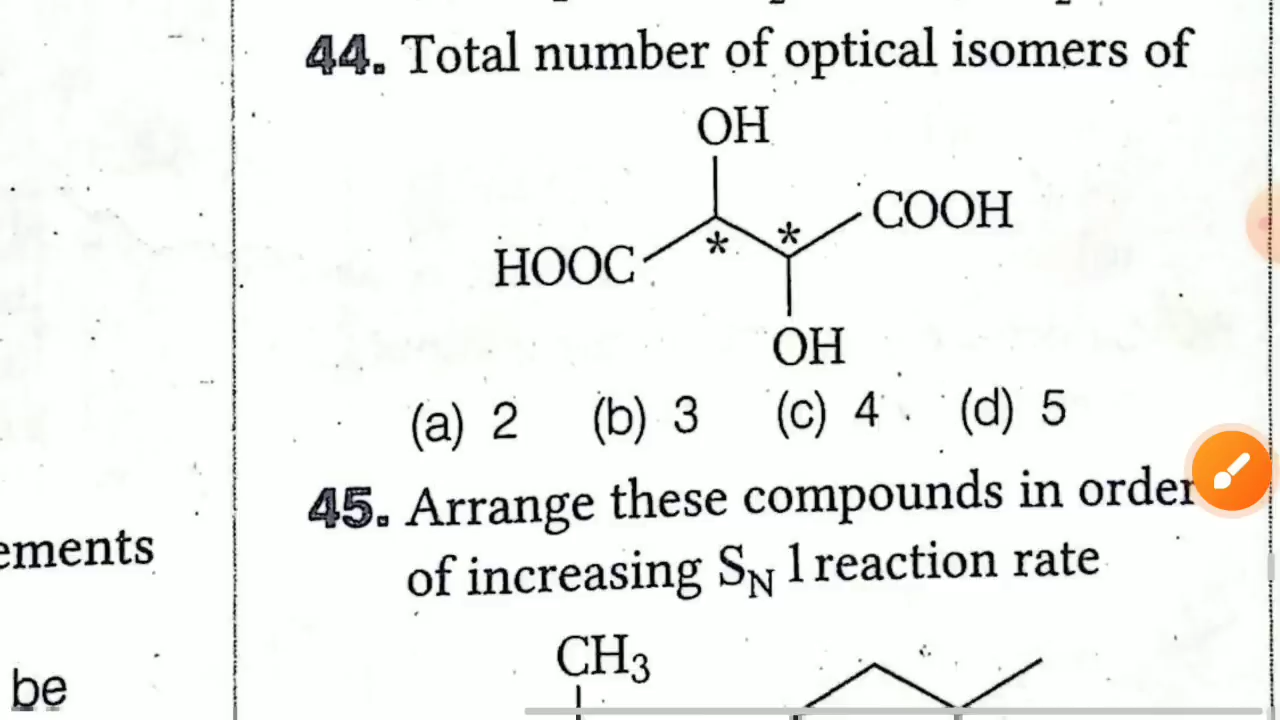 44. Total number of optical isomers of
OH
COOH
* *
HOOC
OH
(a) 2 (b) 3 (c) 4 (d) 5
45. Arrange these compounds in order
of increasing S_N 1 reaction rate
ements
CH₃
be